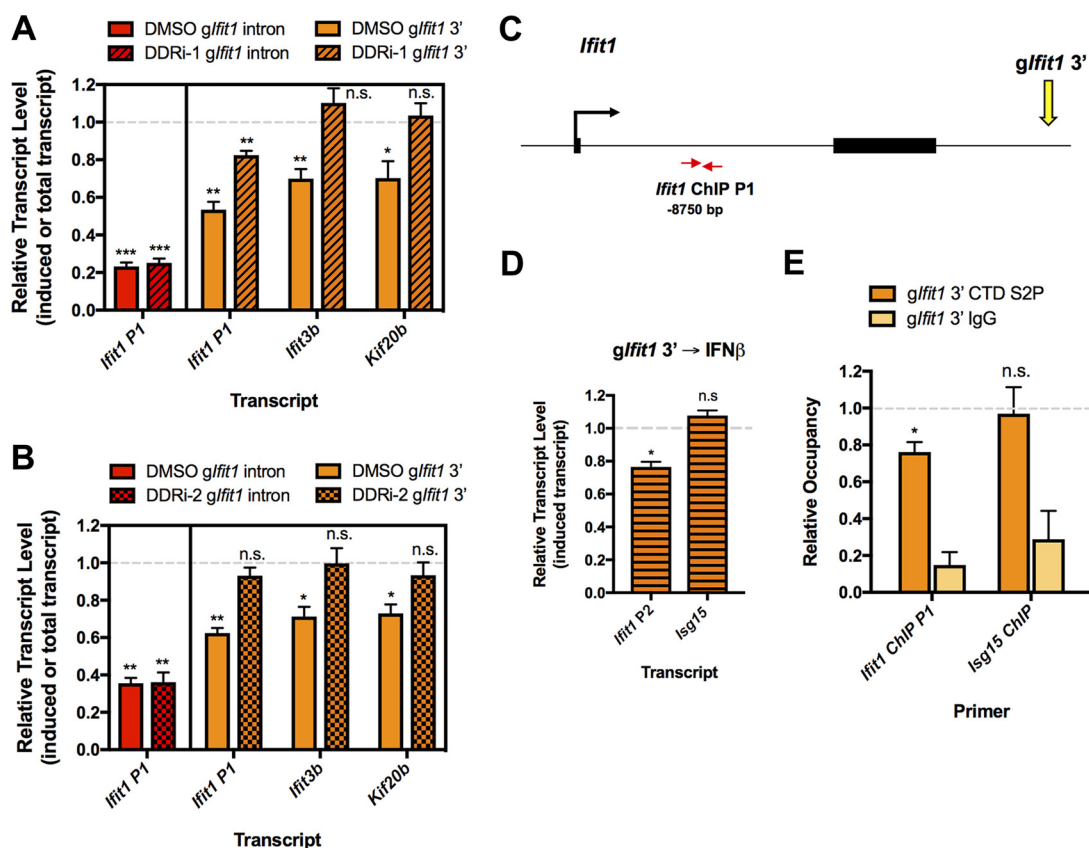 A
DMSO gIfit1 intron
DMSO gIfit1 3’
DDRi-1 gIfit1 intron
DDRi-1 gIfit1 3’
Relative Transcript Level
(induced or total transcript)
1.2
1.0
0.8
0.6
0.4
0.2
0.0
***
***
**
**
**
n.s.
*
n.s.
Ifit1 P1
Ifit1 P1
Ifit3b
Kif20b
Transcript
B
DMSO gIfit1 intron
DMSO gIfit1 3’
DDRi-2 gIfit1 intron
DDRi-2 gIfit1 3’
Relative Transcript Level
(induced or total transcript)
1.2
1.0
0.8
0.6
0.4
0.2
0.0
**
**
**
n.s.
*
n.s.
*
n.s.
Ifit1 P1
Ifit1 P1
Ifit3b
Kif20b
Transcript
C
Ifit1
gIfit1 3’
Ifit1 ChIP P1
-8750 bp
D
gIfit1 3’ → IFNβ
Relative Transcript Level
(induced transcript)
1.2
1.0
0.8
0.6
0.4
0.2
0.0
*
n.s
Ifit1 P2
Isg15
Transcript
E
gIfit1 3’ CTD S2P
gIfit1 3’ IgG
Relative Occupancy
1.2
1.0
0.8
0.6
0.4
0.2
0.0
*
n.s.
Ifit1 ChIP P1
Isg15 ChIP
Primer